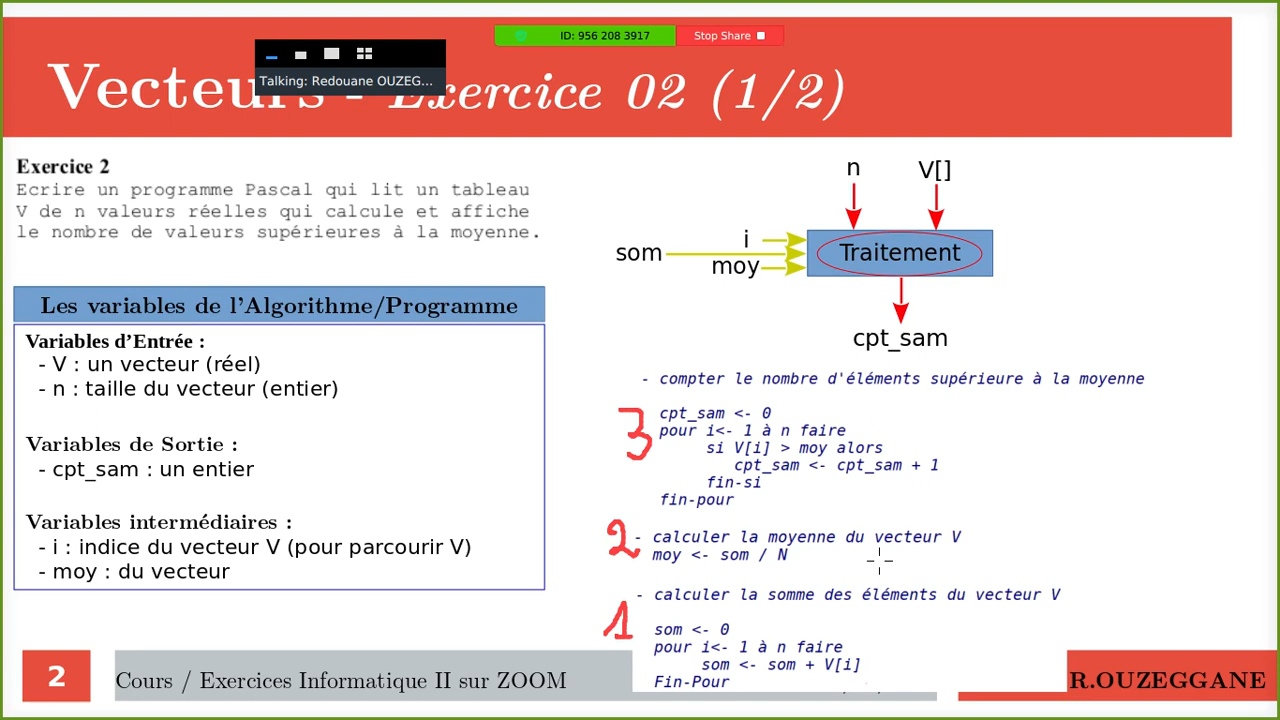 ID: 956 208 3917
Stop Share
Talking: Redouane OUZEG...
Vecteurs - Exercice 02 (1/2)
Exercice 2
Ecrire un programme Pascal qui lit un tableau
V de n valeurs réelles qui calcule et affiche
le nombre de valeurs supérieures à la moyenne.
Les variables de l'Algorithme/Programme
Variables d'Entrée :
- V : un vecteur (réel)
- n : taille du vecteur (entier)
Variables de Sortie :
- cpt_sam : un entier
Variables intermédiaires :
- i : indice du vecteur V (pour parcourir V)
- moy : du vecteur
n V[]
i
som
moy
Traitement
cpt_sam
- compter le nombre d'éléments supérieure à la moyenne
3
cpt_sam <- 0
pour i<- 1 à n faire
si V[i] > moy alors
cpt_sam <- cpt_sam + 1
fin-si
fin-pour
2
- calculer la moyenne du vecteur V
moy <- som / N
- calculer la somme des éléments du vecteur V
1
som <- 0
pour i<- 1 à n faire
som <- som + V[i]
Fin-Pour
2
Cours / Exercices Informatique II sur ZOOM
R.OUZEGGANE